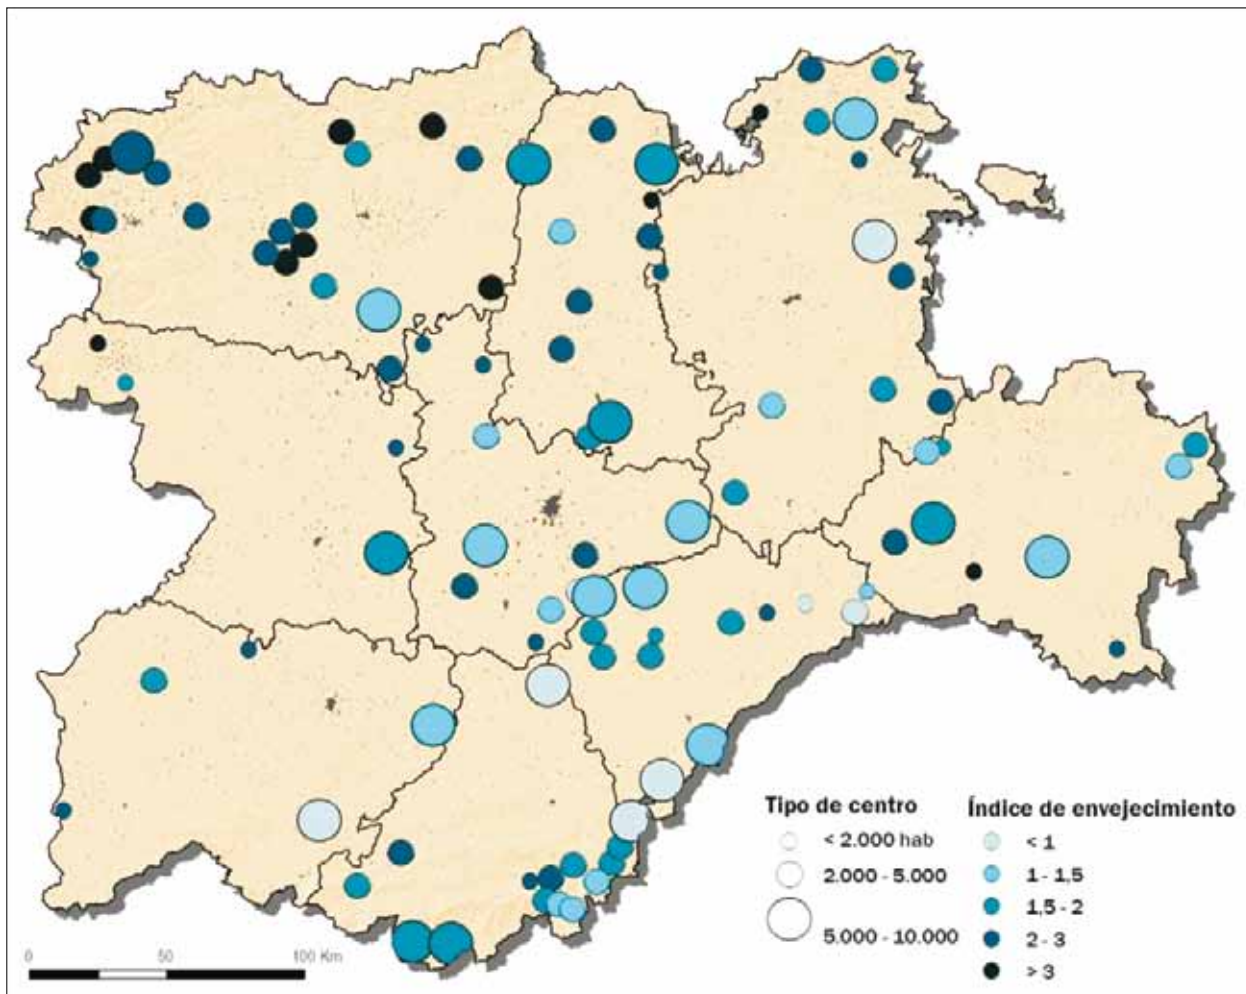 Tipo de centro
< 2.000 hab
2.000 - 5.000
5.000 - 10.000
Índice de envejecimiento
< 1
1 - 1,5
1,5 - 2
2 - 3
> 3
0 50 100 Km